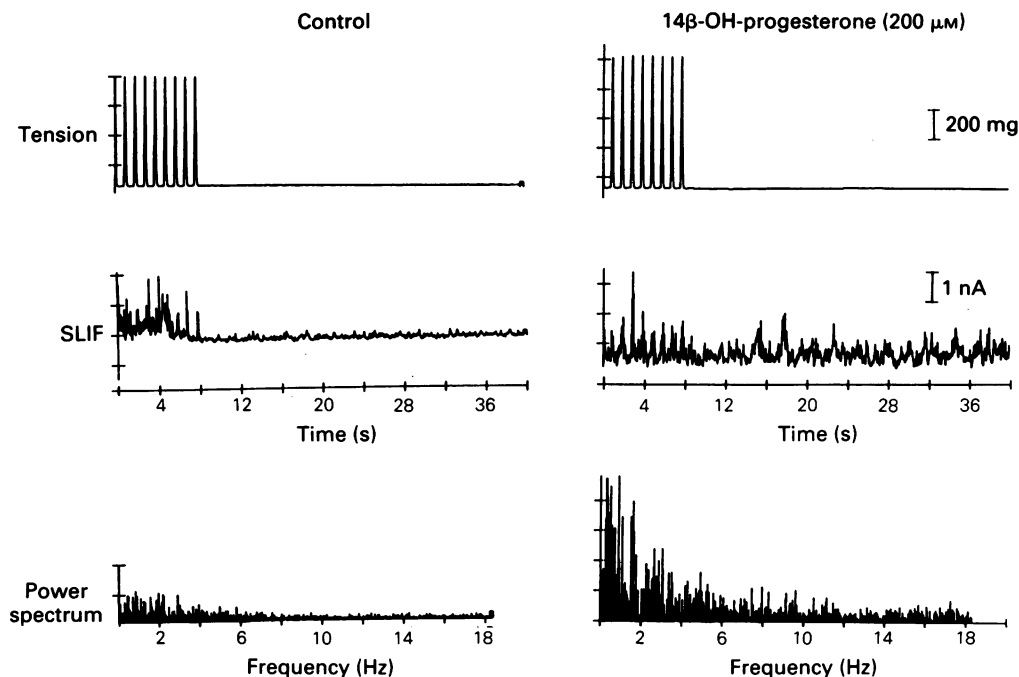 Control
14β-OH-progesterone (200 μM)
Tension
200 mg
SLIF
1 nA
4 12 20 28 36
Time (s)
4 12 20 28 36
Time (s)
Power
spectrum
2 6 10 14 18
Frequency (Hz)
2 6 10 14 18
Frequency (Hz)